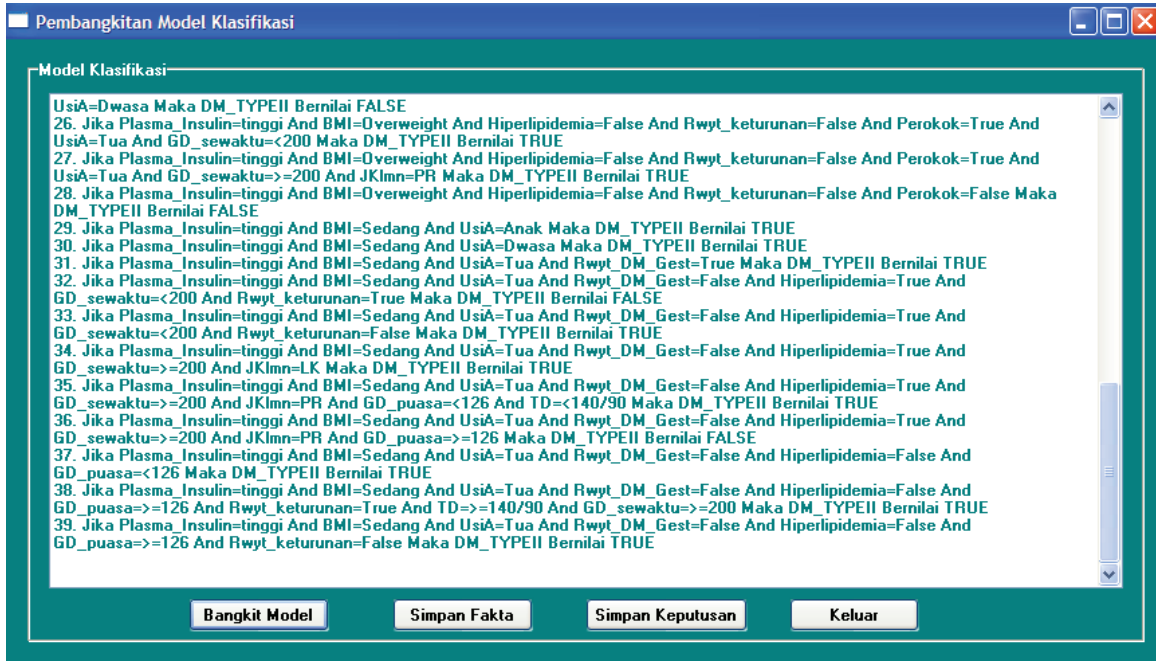 Pembangkitan Model Klasifikasi
Model Klasifikasi
UsiA=Dwasa Maka DM_TYPEII Bernilai FALSE
26. Jika Plasma_Insulin=tinggi And BMI=Overweight And Hiperlipidemia=False And Rwyt_keturunan=False And Perokok=True And
UsiA=Tua And GD_sewaktu=<200 Maka DM_TYPEII Bernilai TRUE
27. Jika Plasma_Insulin=tinggi And BMI=Overweight And Hiperlipidemia=False And Rwyt_keturunan=False And Perokok=True And
UsiA=Tua And GD_sewaktu=>=200 And JKlmn=PR Maka DM_TYPEII Bernilai TRUE
28. Jika Plasma_Insulin=tinggi And BMI=Overweight And Hiperlipidemia=False And Rwyt_keturunan=False And Perokok=False Maka
DM_TYPEII Bernilai FALSE
29. Jika Plasma_Insulin=tinggi And BMI=Sedang And UsiA=Anak Maka DM_TYPEII Bernilai TRUE
30. Jika Plasma_Insulin=tinggi And BMI=Sedang And UsiA=Dwasa Maka DM_TYPEII Bernilai TRUE
31. Jika Plasma_Insulin=tinggi And BMI=Sedang And UsiA=Tua And Rwyt_DM_Gest=True Maka DM_TYPEII Bernilai TRUE
32. Jika Plasma_Insulin=tinggi And BMI=Sedang And UsiA=Tua And Rwyt_DM_Gest=False And Hiperlipidemia=True And
GD_sewaktu=<200 And Rwyt_keturunan=True Maka DM_TYPEII Bernilai FALSE
33. Jika Plasma_Insulin=tinggi And BMI=Sedang And UsiA=Tua And Rwyt_DM_Gest=False And Hiperlipidemia=True And
GD_sewaktu=<200 And Rwyt_keturunan=False Maka DM_TYPEII Bernilai TRUE
34. Jika Plasma_Insulin=tinggi And BMI=Sedang And UsiA=Tua And Rwyt_DM_Gest=False And Hiperlipidemia=True And
GD_sewaktu=>=200 And JKlmn=LK Maka DM_TYPEII Bernilai TRUE
35. Jika Plasma_Insulin=tinggi And BMI=Sedang And UsiA=Tua And Rwyt_DM_Gest=False And Hiperlipidemia=True And
GD_sewaktu=>=200 And JKlmn=PR And GD_puasa=<126 And TD=<140/90 Maka DM_TYPEII Bernilai TRUE
36. Jika Plasma_Insulin=tinggi And BMI=Sedang And UsiA=Tua And Rwyt_DM_Gest=False And Hiperlipidemia=True And
GD_sewaktu=>=200 And JKlmn=PR And GD_puasa=>=126 Maka DM_TYPEII Bernilai FALSE
37. Jika Plasma_Insulin=tinggi And BMI=Sedang And UsiA=Tua And Rwyt_DM_Gest=False And Hiperlipidemia=False And
GD_puasa=<126 Maka DM_TYPEII Bernilai TRUE
38. Jika Plasma_Insulin=tinggi And BMI=Sedang And UsiA=Tua And Rwyt_DM_Gest=False And Hiperlipidemia=False And
GD_puasa=>=126 And Rwyt_keturunan=True And TD=>=140/90 And GD_sewaktu=>=200 Maka DM_TYPEII Bernilai TRUE
39. Jika Plasma_Insulin=tinggi And BMI=Sedang And UsiA=Tua And Rwyt_DM_Gest=False And Hiperlipidemia=False And
GD_puasa=>=126 And Rwyt_keturunan=False Maka DM_TYPEII Bernilai TRUE
Bangkit Model Simpan Fakta Simpan Keputusan Keluar